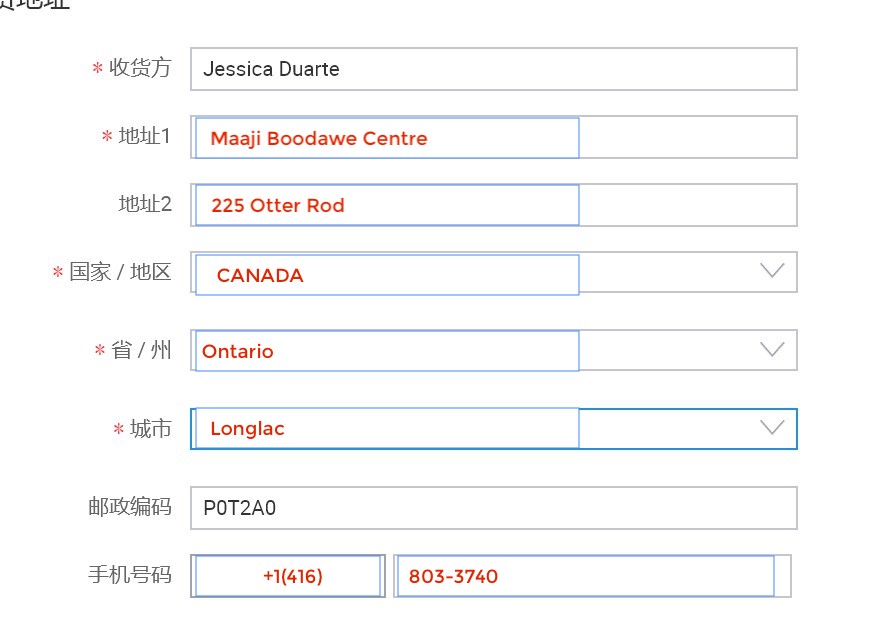 货地址
* 收货方 Jessica Duarte
* 地址1 Maaji Boodawe Centre
地址2 225 Otter Rod
* 国家 / 地区 CANADA
* 省 / 州 Ontario
* 城市 Longlac
邮政编码 P0T2A0
手机号码 +1(416) 803-3740